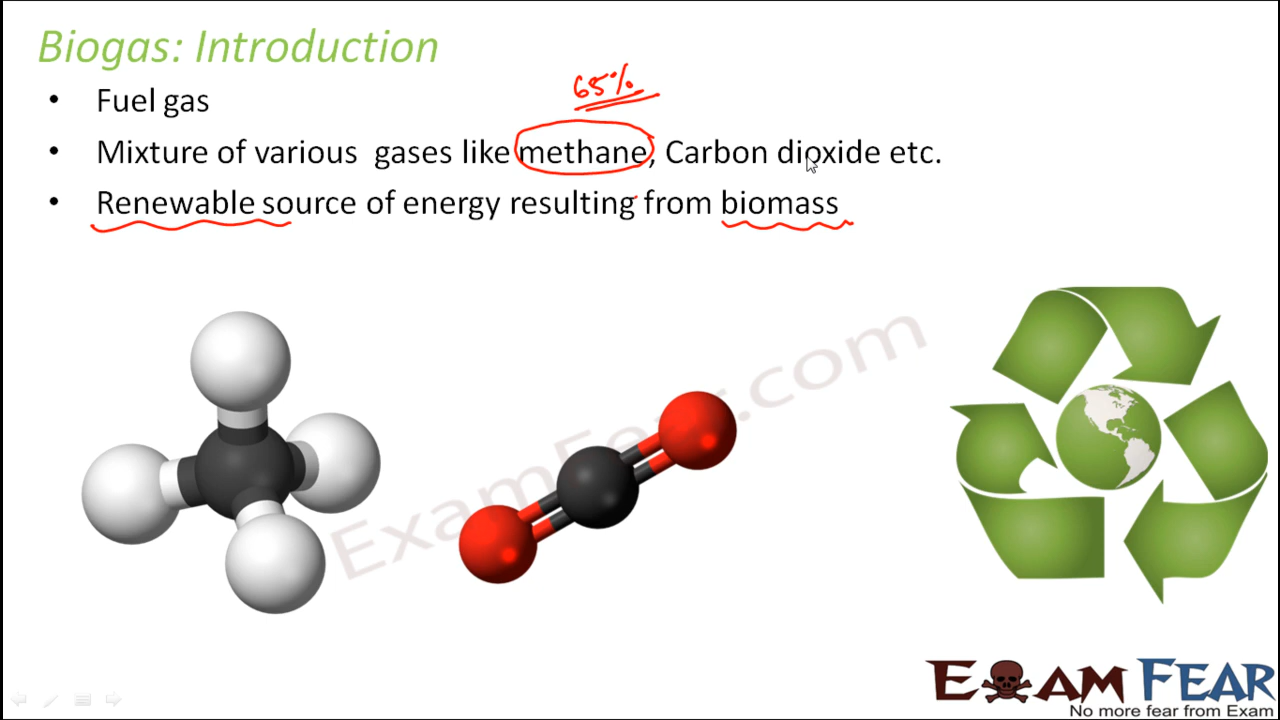 Biogas: Introduction
65%
• Fuel gas
• Mixture of various gases like methane, Carbon dioxide etc.
• Renewable source of energy resulting from biomass
ExamFear.com
EXAM FEAR
No more fear from Exam